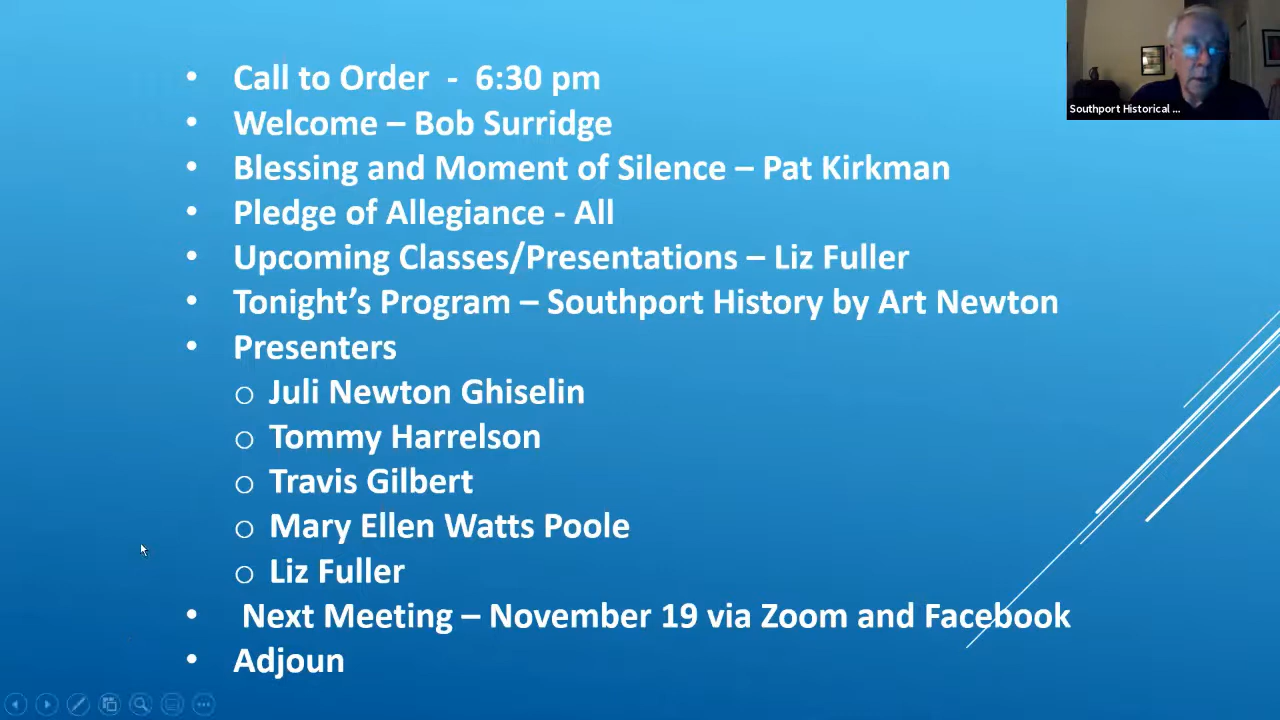 • Call to Order - 6:30 pm
• Welcome – Bob Surridge
• Blessing and Moment of Silence – Pat Kirkman
• Pledge of Allegiance - All
• Upcoming Classes/Presentations – Liz Fuller
• Tonight’s Program – Southport History by Art Newton
• Presenters
o Juli Newton Ghiselin
o Tommy Harrelson
o Travis Gilbert
o Mary Ellen Watts Poole
o Liz Fuller
• Next Meeting – November 19 via Zoom and Facebook
• Adjoun
Southport Historical ...